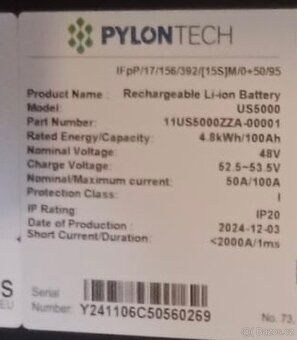 PYLONTECH
IFpP/17/156/392/[15S]M/0+50/95
Product Name : Rechargeable Li-ion Battery
Model: US5000
Part Number: 11US5000ZZA-00001
Rated Energy/Capacity: 4.8kWh/100Ah
Nominal Voltage: 48V
Charge Voltage: 52.5~53.5V
Nominal/Maximum current: 50A/100A
Protection Class: I
IP Rating: IP20
Date of Production : 2024-12-03
Short Current/Duration: <2000A/1ms
Serial
Number: Y241106C50560269
S
EU
No. 73,
Bazoš.cz